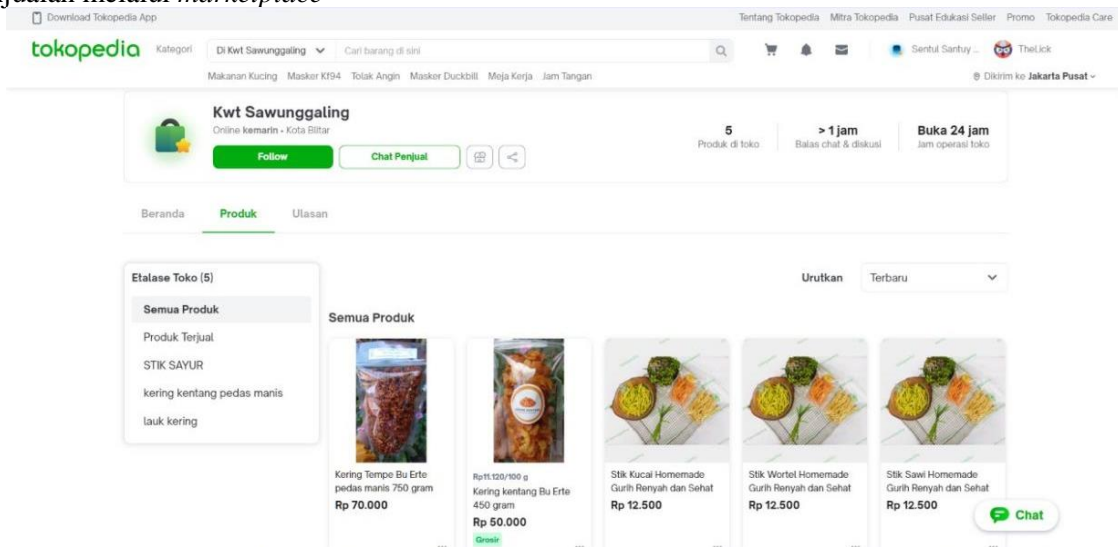 jualan melalui marketplace
Download Tokopedia App
Tentang Tokopedia Mitra Tokopedia Pusat Edukasi Seller Promo Tokopedia Care
tokopedia Kategori Di Kwt Sawunggaling Cari barang di sini Sentul Santuy ... TheLick
Makanan Kucing Masker Kf94 Tolak Angin Masker Duckbill Meja Kerja Jam Tangan Dikirim ke Jakarta Pusat
Kwt Sawunggaling
Online kemarin • Kota Blitar
Follow Chat Penjual
5 > 1 jam Buka 24 jam
Produk di toko Balas chat & diskusi Jam operasi toko
Beranda Produk Ulasan
Etalase Toko (5)
Semua Produk
Produk Terjual
STIK SAYUR
kering kentang pedas manis
lauk kering
Urutkan Terbaru
Semua Produk
Kering Tempe Bu Erte
pedas manis 750 gram
Rp 70.000
Rp11.120/100 g
Kering kentang Bu Erte
450 gram
Rp 50.000
Grosir
Stik Kucai Homemade
Gurih Renyah dan Sehat
Rp 12.500
Stik Wortel Homemade
Gurih Renyah dan Sehat
Rp 12.500
Stik Sawi Homemade
Gurih Renyah dan Sehat
Rp 12.500
Chat